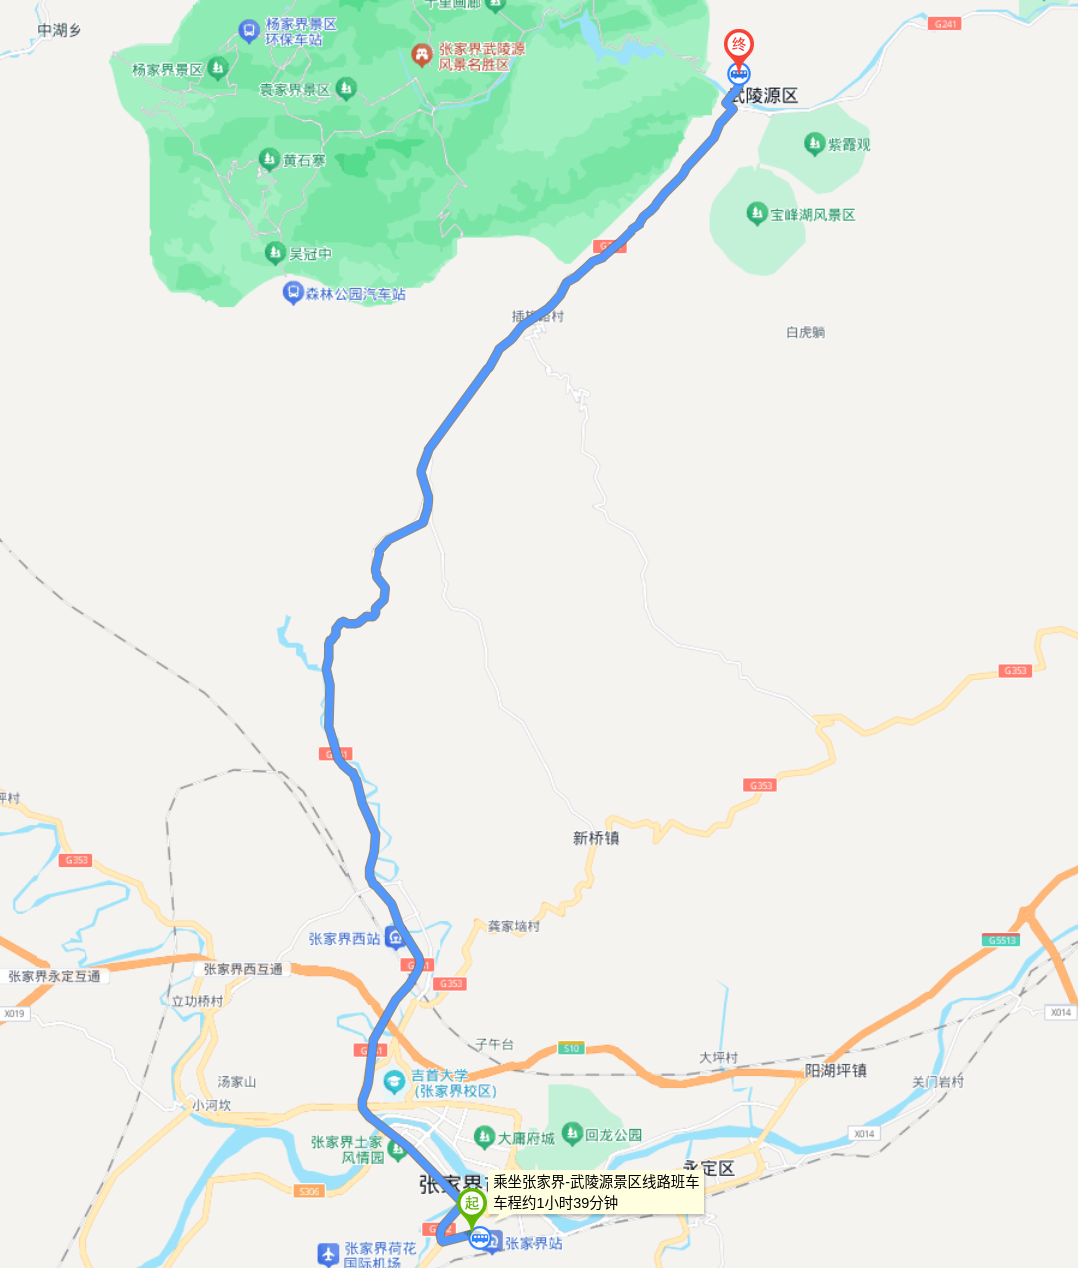 千里画廊
中湖乡
杨家界景区
环保车站
G241
终
张家界武陵源
风景名胜区
杨家界景区
袁家界景区
武陵源区
紫霞观
黄石寨
宝峰湖风景区
吴冠中
森林公园汽车站
白虎躺
G353
G353
新桥镇
坪村
G353
龚家垴村
张家界西站
G5513
张家界西互通
张家界永定互通
G353
立功桥村
X019
X014
子午台
S10
大坪村
阳湖坪镇
吉首大学
(张家界校区)
汤家山
关门岩村
小河坎
X014
大庸府城
回龙公园
张家界土家
风情园
永定区
乘坐张家界-武陵源景区线路班车
车程约1小时39分钟
张家界
S306
起
张家界站
张家界荷花
国际机场